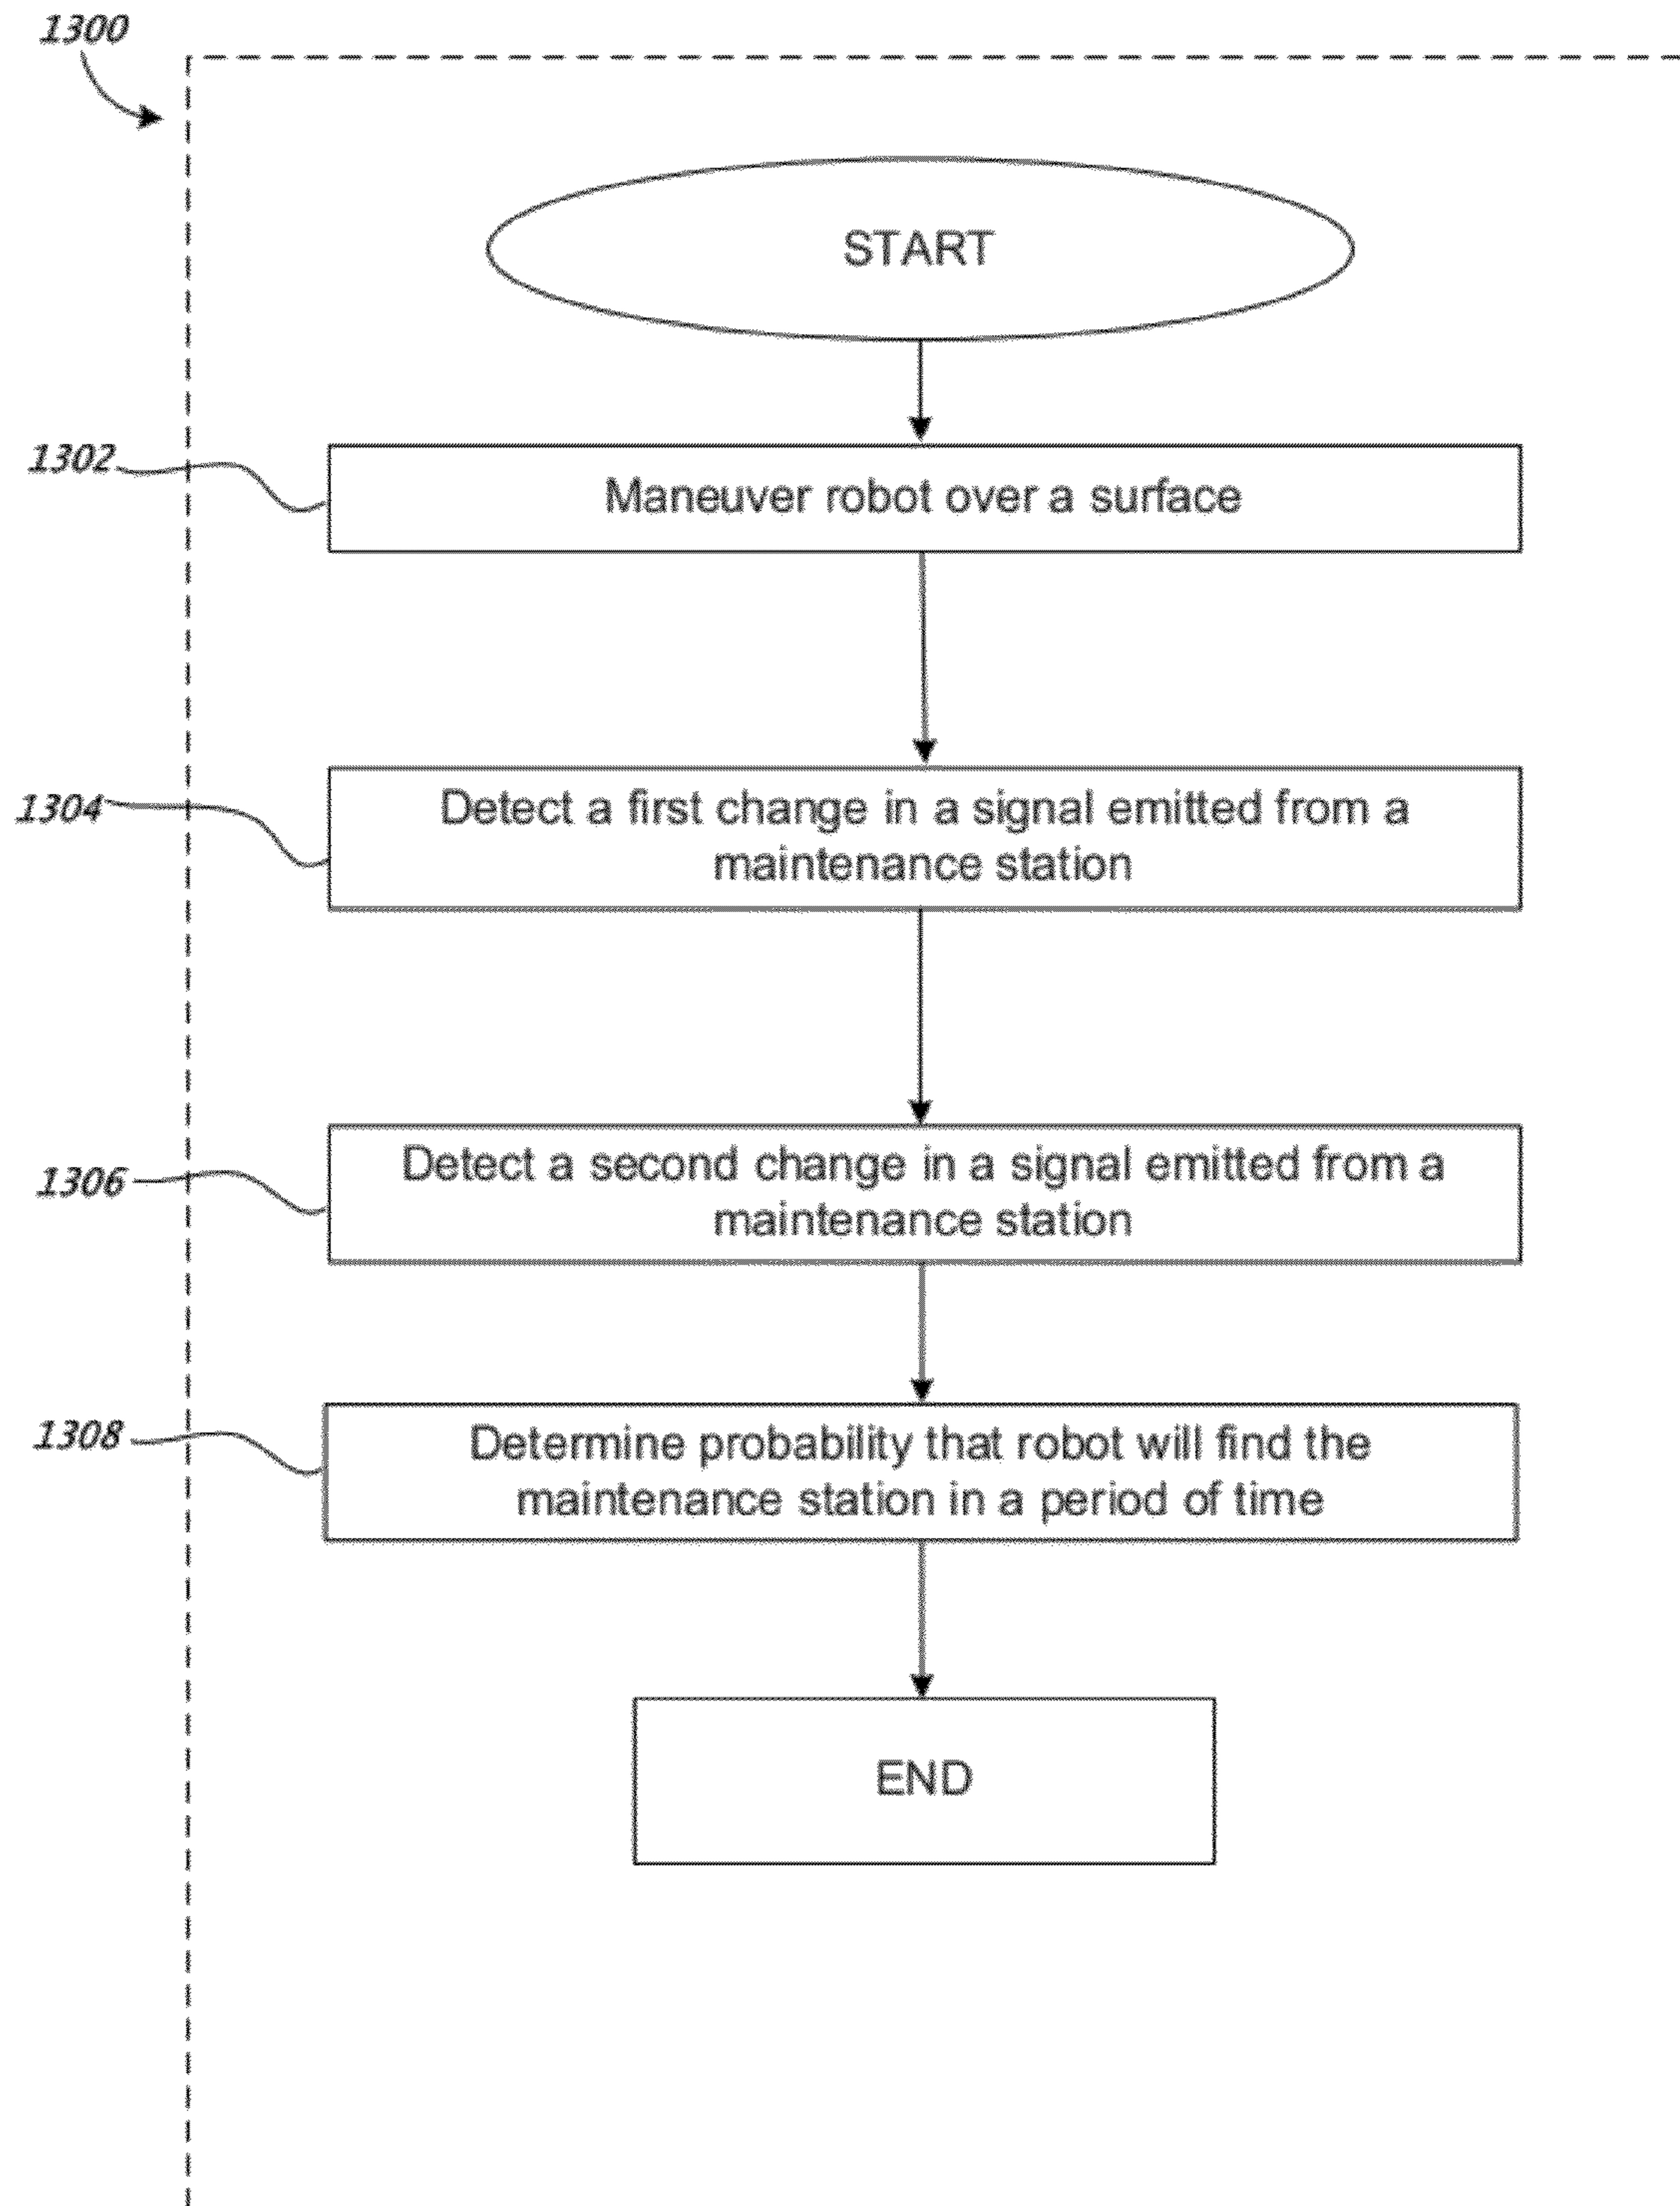 1300
START
1302
Maneuver robot over a surface
1304
Detect a first change in a signal emitted from a
maintenance station
1306
Detect a second change in a signal emitted from a
maintenance station
1308
Determine probability that robot will find the
maintenance station in a period of time
END